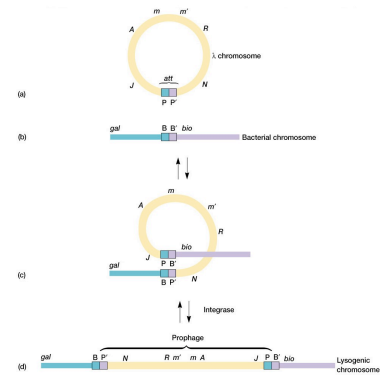 m m'
A R
λ chromosome
att
J N
(a) P P'
(b) gal B B' bio Bacterial chromosome
m
A m'
R
bio
J P B'
gal
(c) B P' N
Integrase
Prophage
(d) gal B P' N R m' m A J P B' bio Lysogenic
chromosome